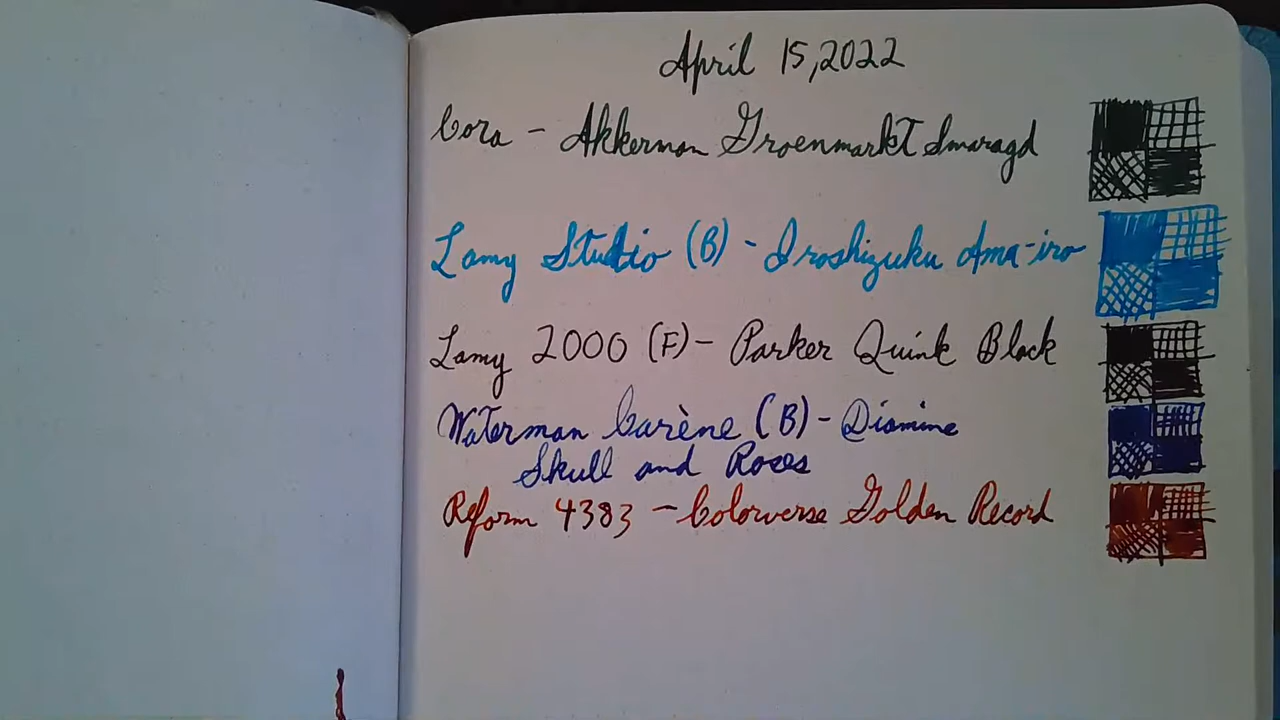 April 15,2022
Cora - Akkerman Groenmarkt Smaragd
Lamy Studio (B) - Iroshizuku Ama-iro
Lamy 2000 (F) - Parker Quink Black
Waterman Carène (B) - Diamine
Skull and Roses
Reform 4383 - Colorverse Golden Record